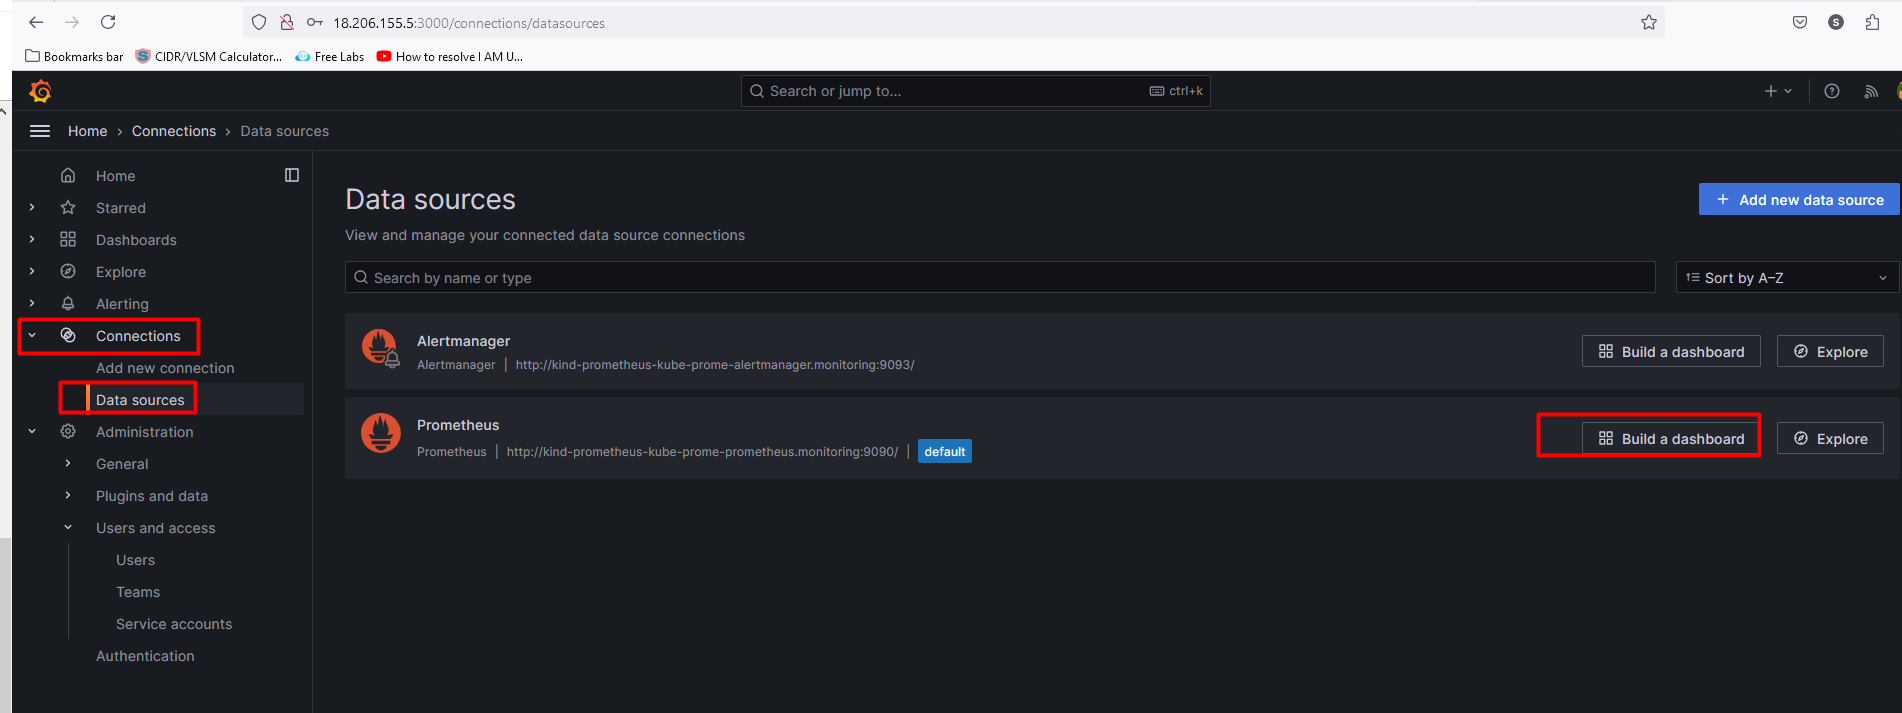 18.206.155.5:3000/connections/datasources
S
Bookmarks bar
CIDR/VLSM Calculator...
Free Labs
How to resolve I AM U...
Search or jump to...
ctrl+k
Home › Connections › Data sources
Home
Starred
Dashboards
Explore
Alerting
Connections
Add new connection
Data sources
Administration
General
Plugins and data
Users and access
Users
Teams
Service accounts
Authentication
Data sources
Add new data source
View and manage your connected data source connections
Search by name or type
Sort by A–Z
Alertmanager
Alertmanager | http://kind-prometheus-kube-prome-alertmanager.monitoring:9093/
Build a dashboard
Explore
Prometheus
Prometheus | http://kind-prometheus-kube-prome-prometheus.monitoring:9090/ | default
Build a dashboard
Explore